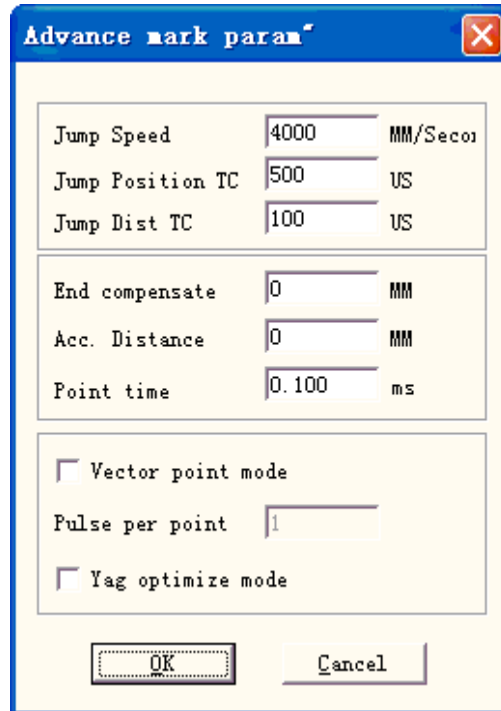 Advance mark param
Jump Speed 4000 MM/Secon
Jump Position TC 500 US
Jump Dist TC 100 US
End compensate 0 MM
Acc. Distance 0 MM
Point time 0.100 ms
Vector point mode
Pulse per point 1
Yag optimize mode
OK Cancel